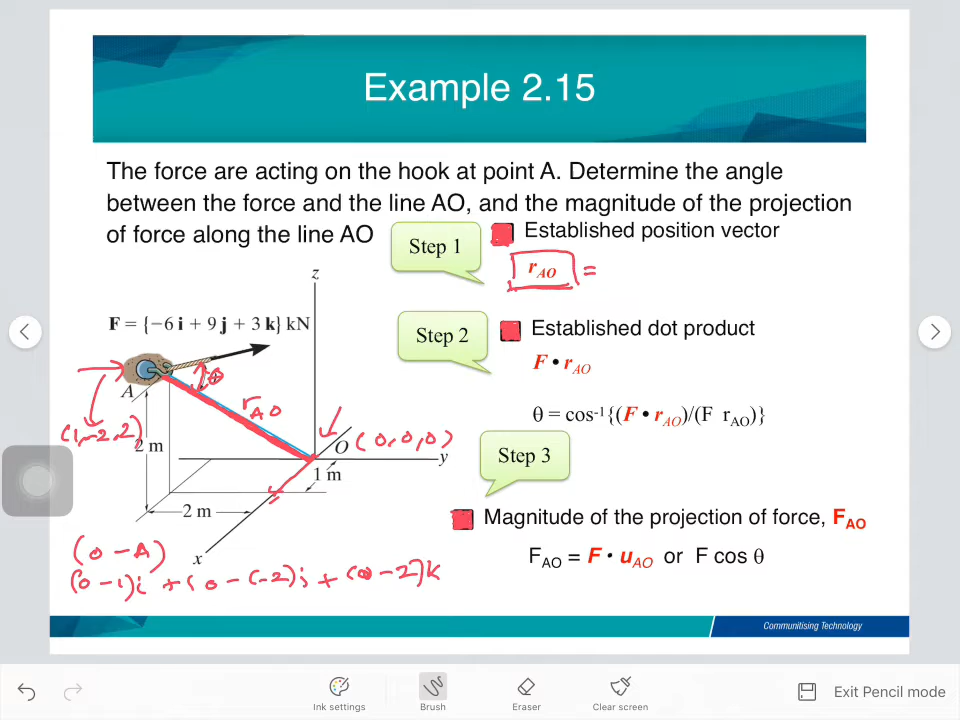 Example 2.15
The force are acting on the hook at point A. Determine the angle
between the force and the line AO, and the magnitude of the projection
of force along the line AO
Step 1
Established position vector
rAO =
z
F = {−6 i + 9 j + 3 k} kN
Step 2
Established dot product
F • rAO
θ = cos-1{(F • rAO)/(F rAO)}
θ
A
rAO
(1,-2,2)
2 m
O
(0,0,0)
y
1 m
Step 3
2 m
x
Magnitude of the projection of force, FAO
FAO = F • uAO or F cos θ
(0 - A)
(0 - 1)i + (0 - (-2)j + (0 - 2)k
Communitising Technology
Ink settings
Brush
Eraser
Clear screen
Exit Pencil mode